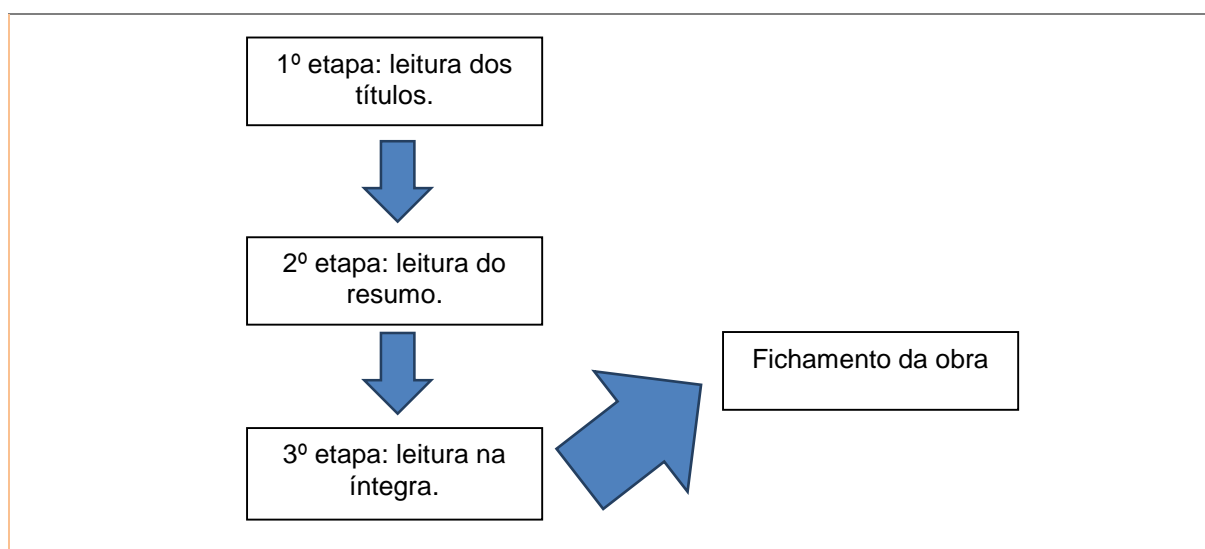 1º etapa: leitura dos
títulos.
2º etapa: leitura do
resumo.
Fichamento da obra
3º etapa: leitura na
íntegra.